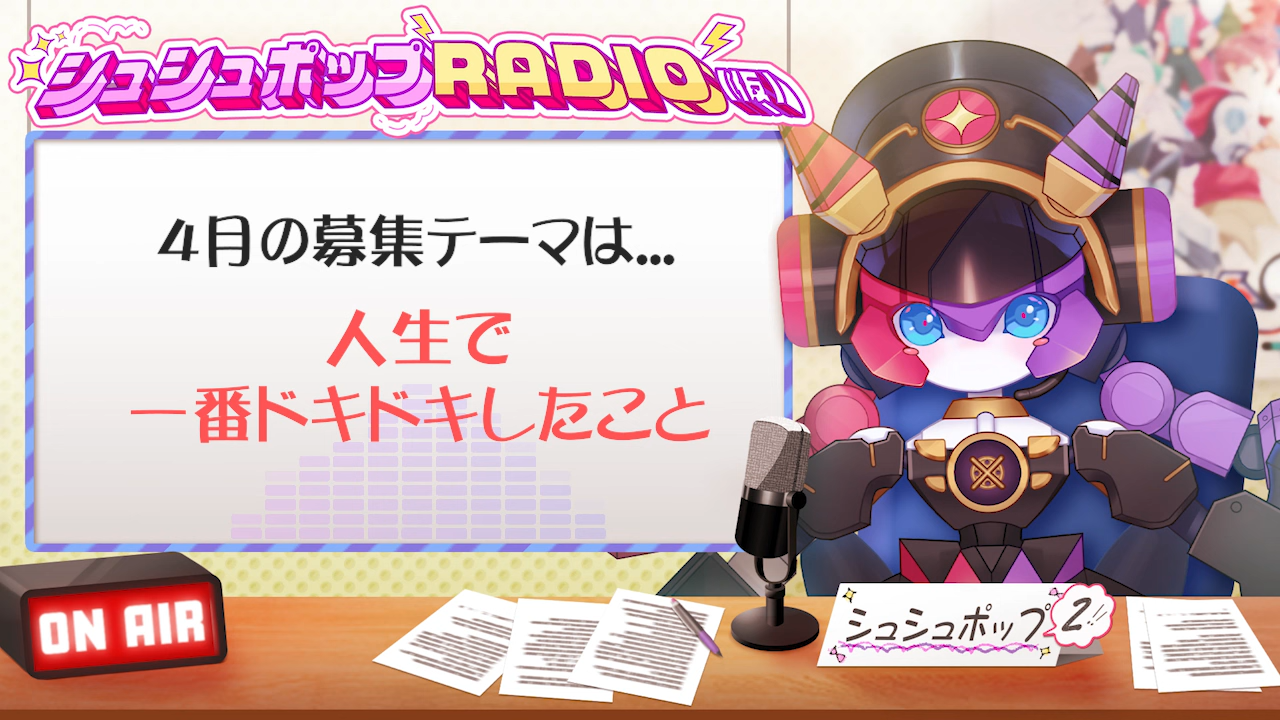 シュシュポップRADIO(仮)
4月の募集テーマは...
人生で
一番ドキドキしたこと
ON AIR
シュシュポップ2!!